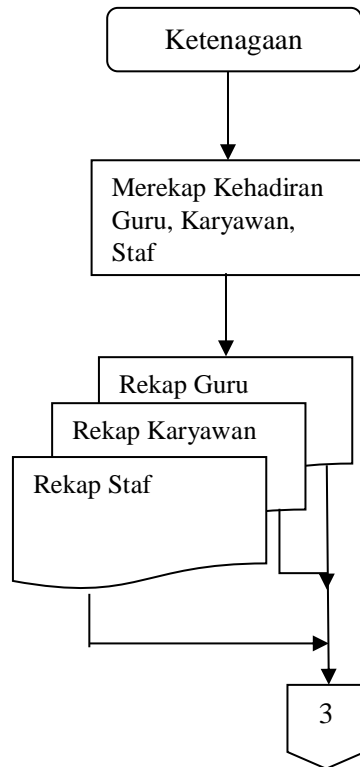 Ketenagaan
Merekap Kehadiran
Guru, Karyawan,
Staf
Rekap Guru
Rekap Karyawan
Rekap Staf
3